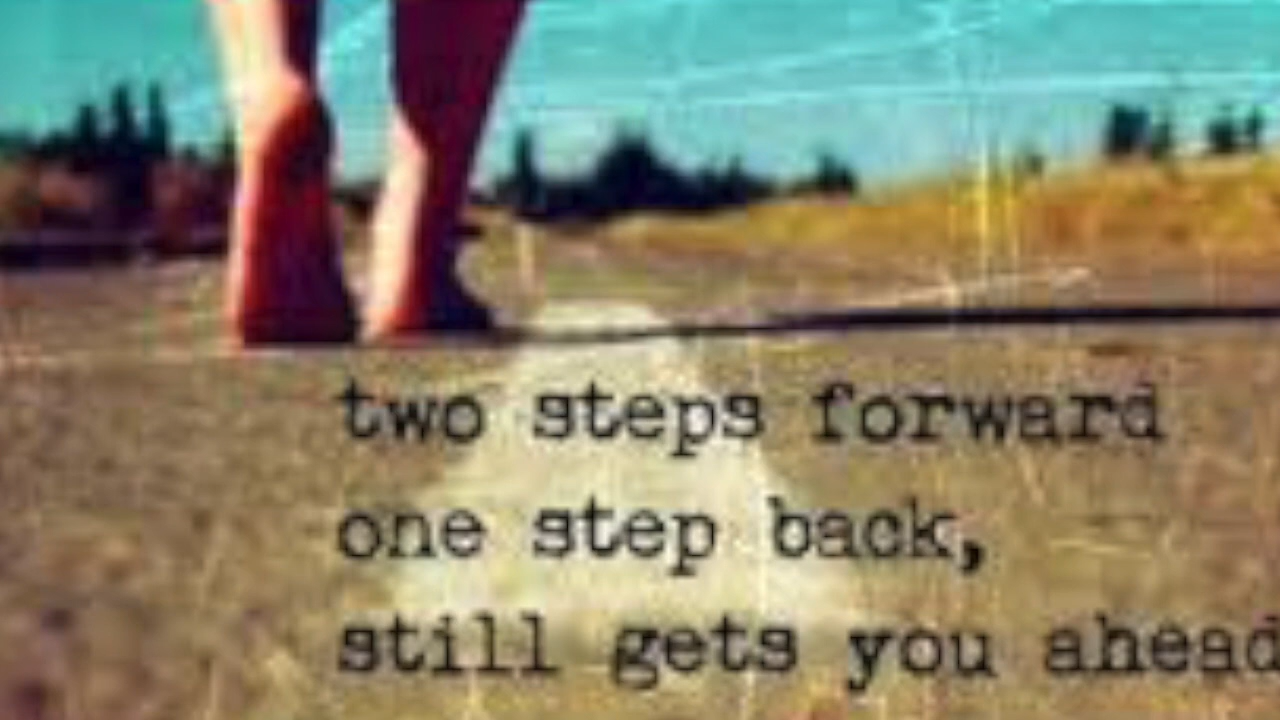 two steps forward
one step back,
still gets you ahead